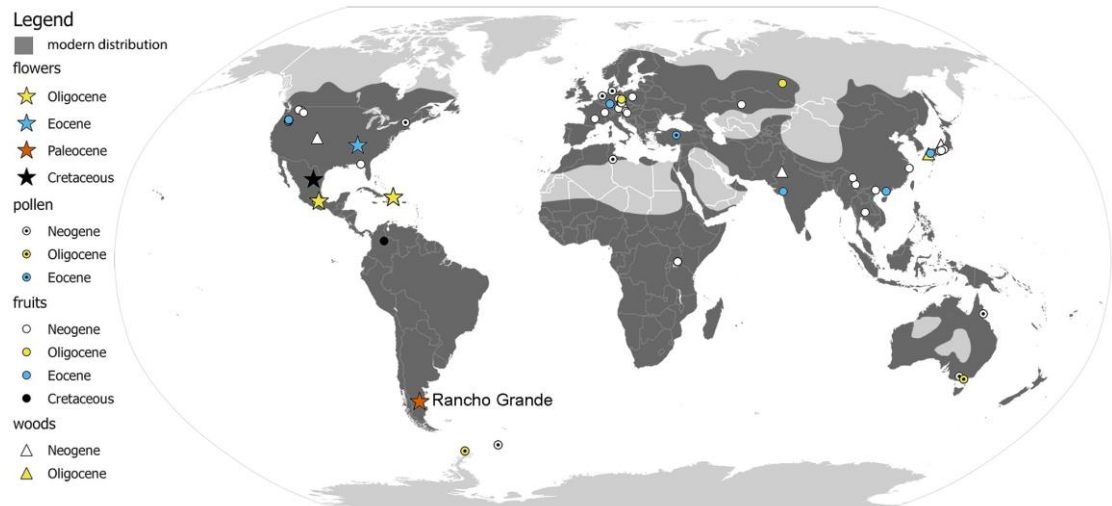 Legend
modern distribution
flowers
Oligocene
Eocene
Paleocene
Cretaceous
pollen
Neogene
Oligocene
Eocene
fruits
Neogene
Oligocene
Eocene
Cretaceous
woods
Neogene
Oligocene
Rancho Grande